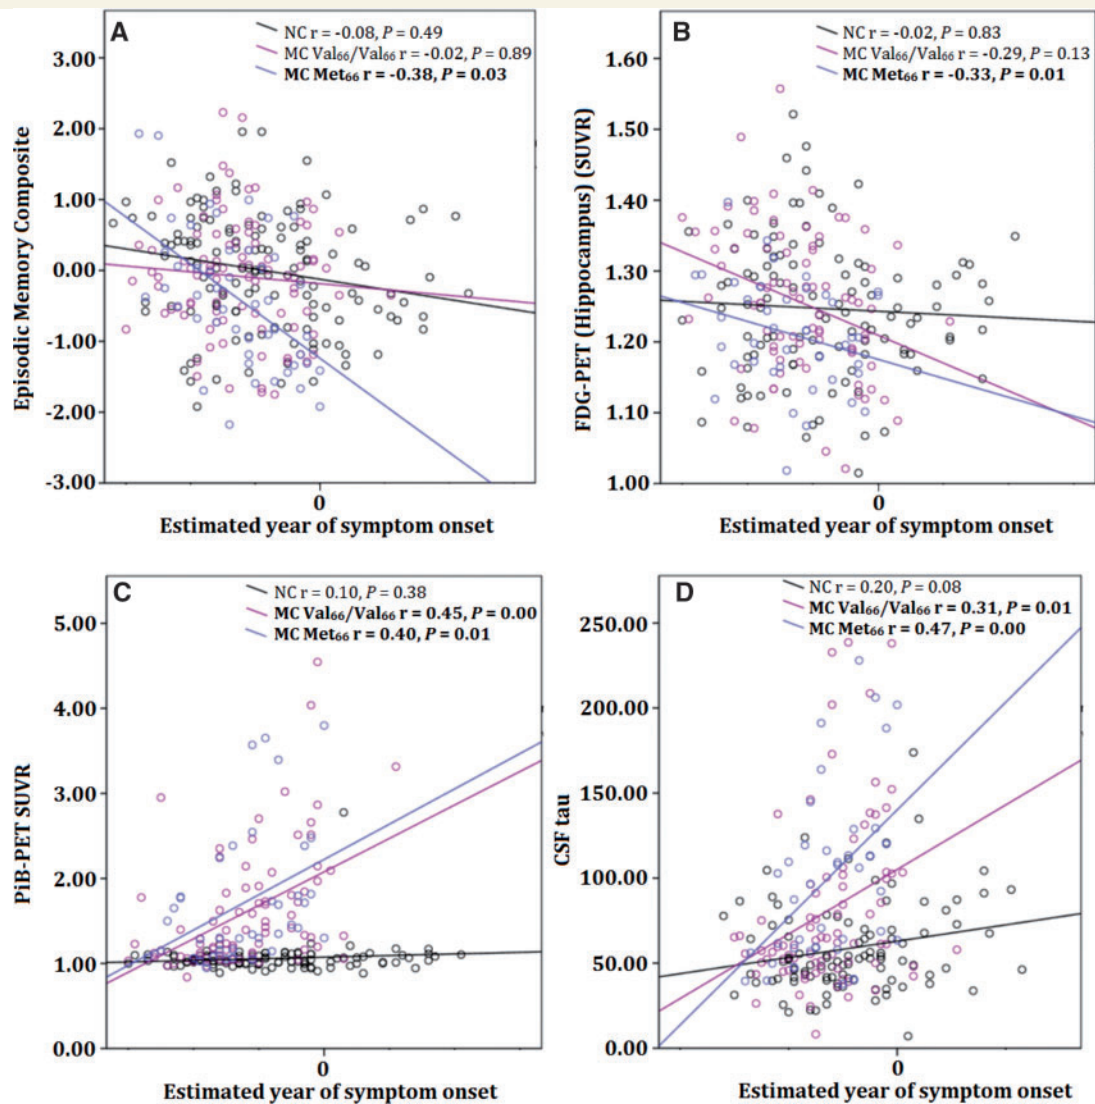 A
NC r = -0.08, P = 0.49
MC Val66/Val66 r = -0.02, P = 0.89
MC Met66 r = -0.38, P = 0.03
3.00
2.00
1.00
0.00
-1.00
-2.00
-3.00
Episodic Memory Composite
0
Estimated year of symptom onset
B
NC r = -0.02, P = 0.83
MC Val66/Val66 r = -0.29, P = 0.13
MC Met66 r = -0.33, P = 0.01
1.60
1.50
1.40
1.30
1.20
1.10
1.00
FDG-PET (Hippocampus) (SUVR)
0
Estimated year of symptom onset
C
NC r = 0.10, P = 0.38
MC Val66/Val66 r = 0.45, P = 0.00
MC Met66 r = 0.40, P = 0.01
5.00
4.00
3.00
2.00
1.00
0.00
PiB-PET SUVR
0
Estimated year of symptom onset
D
NC r = 0.20, P = 0.08
MC Val66/Val66 r = 0.31, P = 0.01
MC Met66 r = 0.47, P = 0.00
250.00
200.00
150.00
100.00
50.00
0.00
CSF tau
0
Estimated year of symptom onset